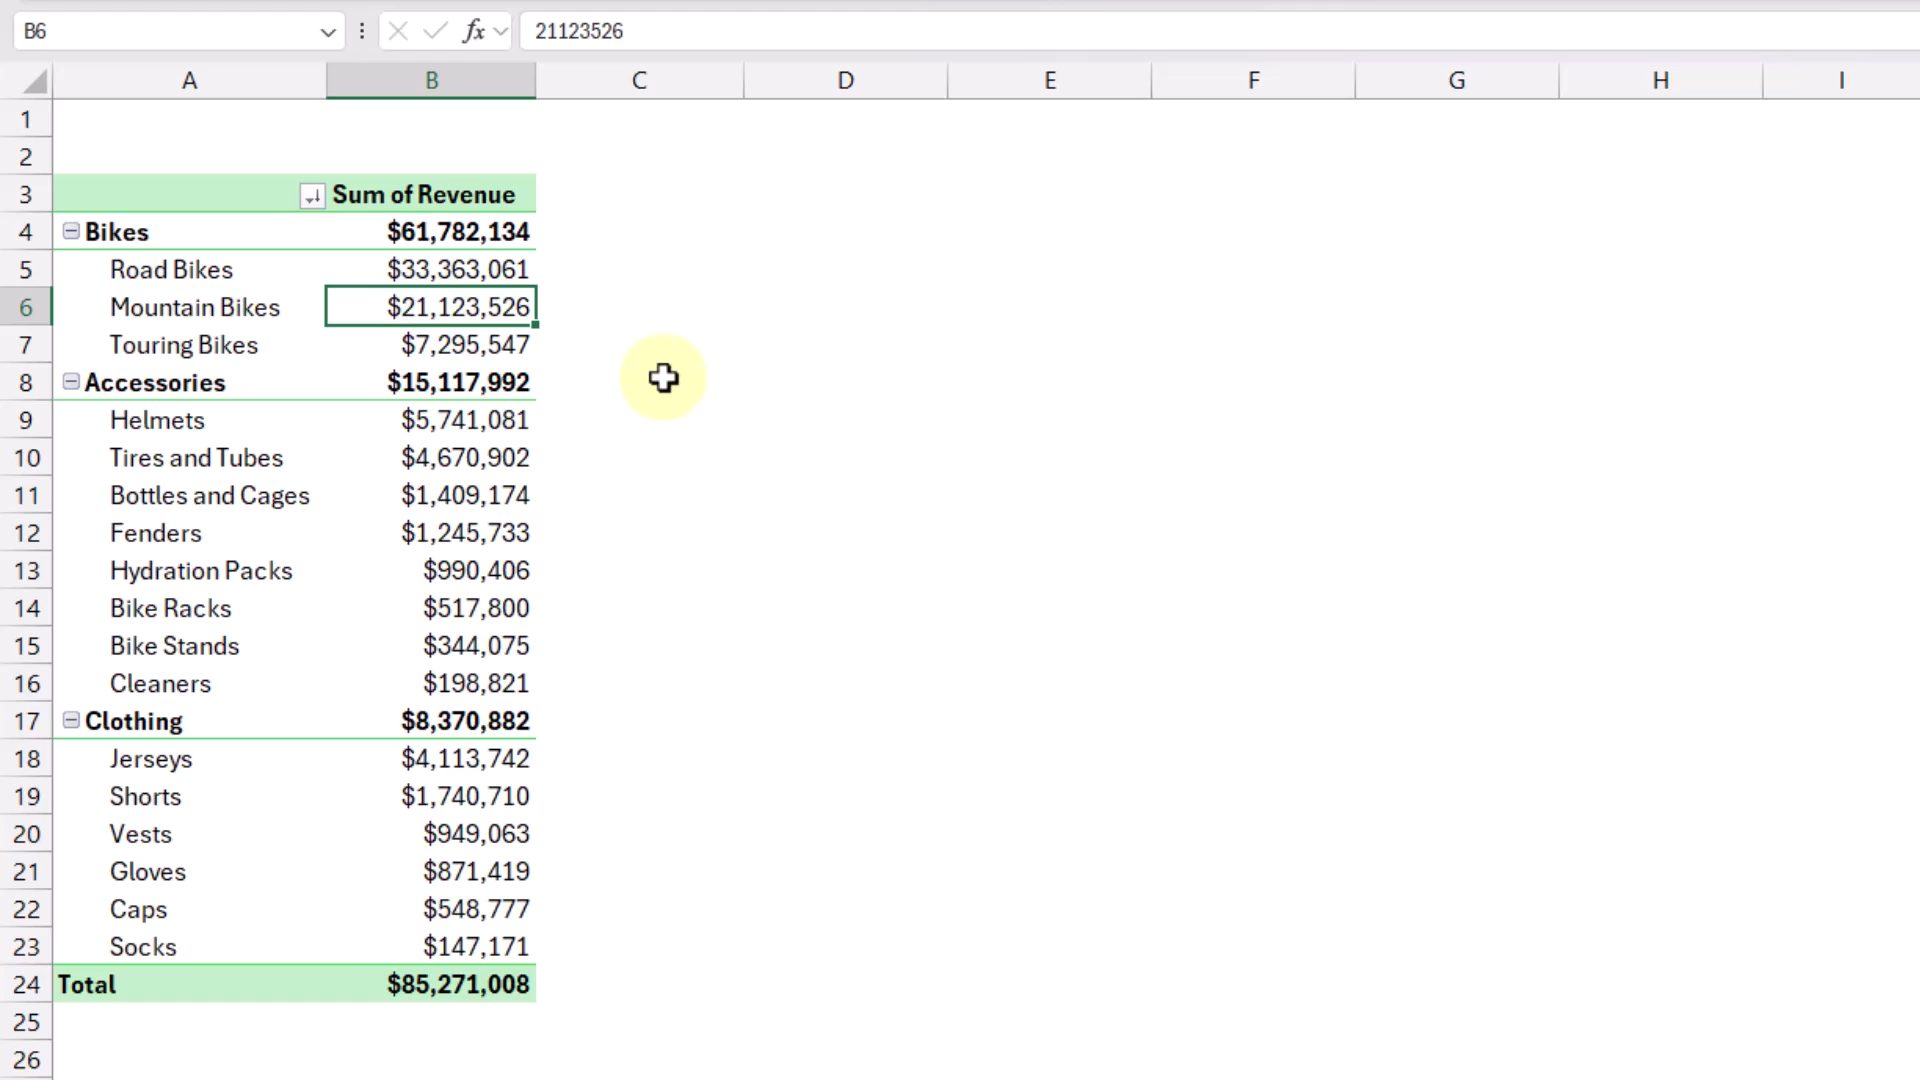 B6 fx 21123526
A B C D E F G H I
1
2
3 Sum of Revenue
4 Bikes $61,782,134
5 Road Bikes $33,363,061
6 Mountain Bikes $21,123,526
7 Touring Bikes $7,295,547
8 Accessories $15,117,992
9 Helmets $5,741,081
10 Tires and Tubes $4,670,902
11 Bottles and Cages $1,409,174
12 Fenders $1,245,733
13 Hydration Packs $990,406
14 Bike Racks $517,800
15 Bike Stands $344,075
16 Cleaners $198,821
17 Clothing $8,370,882
18 Jerseys $4,113,742
19 Shorts $1,740,710
20 Vests $949,063
21 Gloves $871,419
22 Caps $548,777
23 Socks $147,171
24 Total $85,271,008
25
26